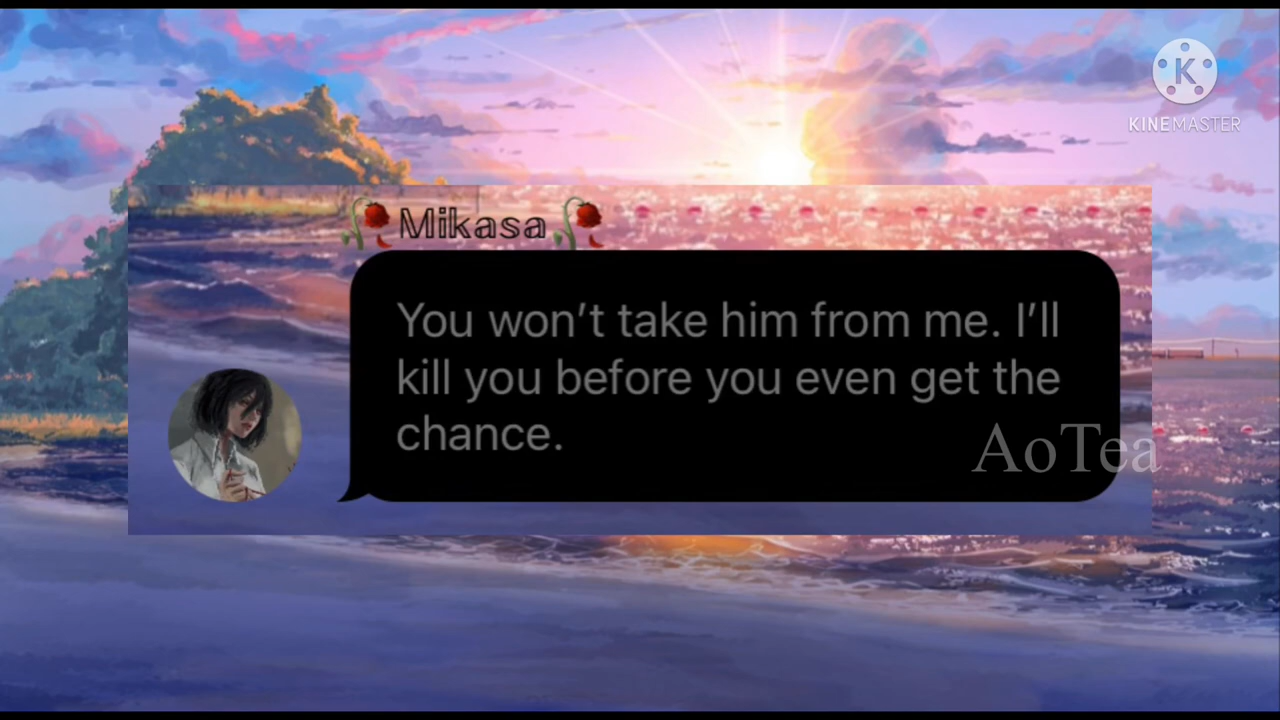 KINEMASTER
🥀Mikasa🥀
You won’t take him from me. I’ll
kill you before you even get the
chance.
AoTea